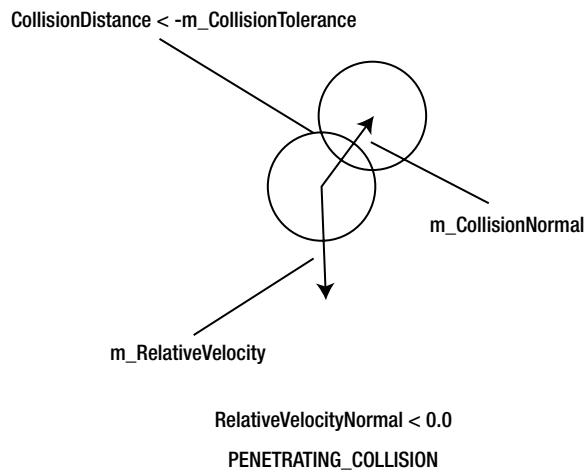 CollisionDistance < -m_CollisionTolerance
m_CollisionNormal
m_RelativeVelocity
RelativeVelocityNormal < 0.0
PENETRATING_COLLISION